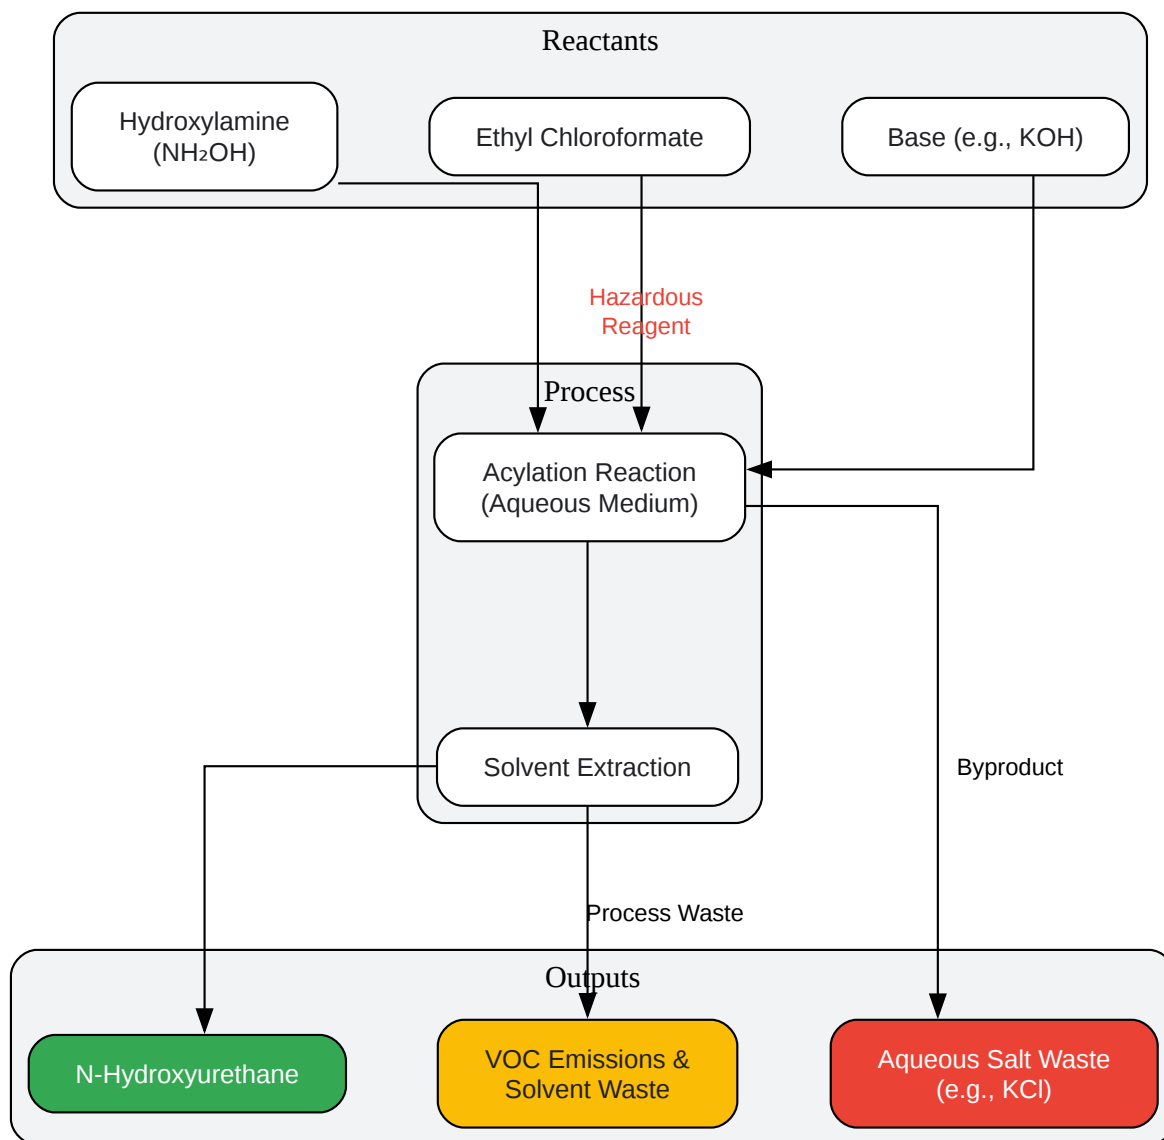 Reactants
Hydroxylamine
(NH₂OH)
Ethyl Chloroformate
Base (e.g., KOH)
Hazardous
Reagent
Process
Acylation Reaction
(Aqueous Medium)
Solvent Extraction
Byproduct
Process Waste
Outputs
N-Hydroxyurethane
VOC Emissions &
Solvent Waste
Aqueous Salt Waste
(e.g., KCl)